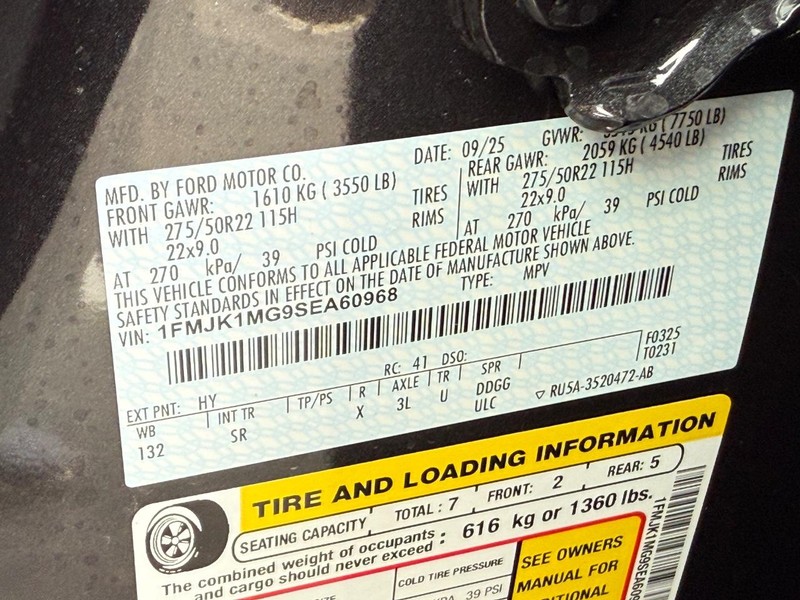 MFD. BY FORD MOTOR CO.
DATE: 09/25 GVWR: KG (7750 LB)
FRONT GAWR: 1610 KG ( 3550 LB)
REAR GAWR: 2059 KG ( 4540 LB)
WITH 275/50R22 115H TIRES
WITH 275/50R22 115H TIRES
22x9.0 RIMS
22x9.0 RIMS
AT 270 kPa/ 39 PSI COLD
AT 270 kPa/ 39 PSI COLD
THIS VEHICLE CONFORMS TO ALL APPLICABLE FEDERAL MOTOR VEHICLE
SAFETY STANDARDS IN EFFECT ON THE DATE OF MANUFACTURE SHOWN ABOVE.
VIN: 1FMJK1MG9SEA60968 TYPE: MPV
F0325
T0231
EXT PNT: HY RC: 41 DSO:
WB INT TR TP/PS R AXLE TR SPR
132 SR X 3L U DDGG
ULC
▽ RU5A-3520472-AB
TIRE AND LOADING INFORMATION
SEATING CAPACITY TOTAL : 7 FRONT: 2 REAR: 5
The combined weight of occupants
and cargo should never exceed : 616 kg or 1360 lbs.
COLD TIRE PRESSURE
39 PSI
SEE OWNERS
MANUAL FOR